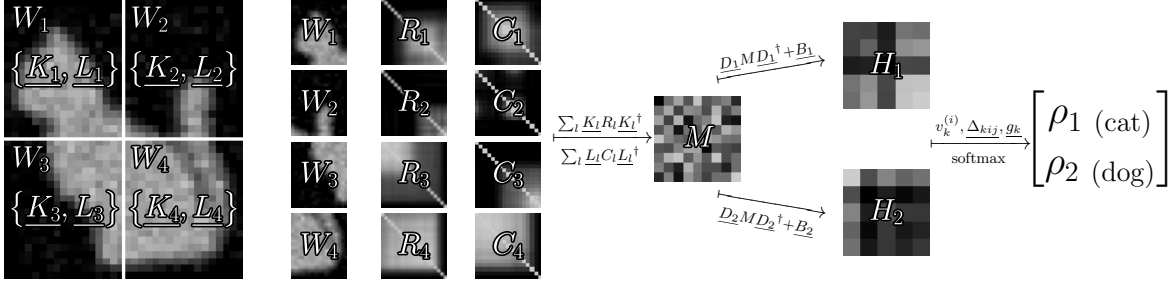 W₁ W₂
{K₁, L₁} {K₂, L₂}
W₃ W₄
{K₃, L₃} {K₄, L₄}
W₁ R₁ C₁
W₂ R₂ C₂
W₃ R₃ C₃
W₄ R₄ C₄
∑ₗ KₗRₗKₗ†
∑ₗ LₗCₗLₗ†
M
D₁MD₁†+B₁
D₂MD₂†+B₂
H₁
H₂
vₖ⁽ⁱ⁾, Δₖᵢⱼ, gₖ
softmax
ρ₁ (cat)
ρ₂ (dog)